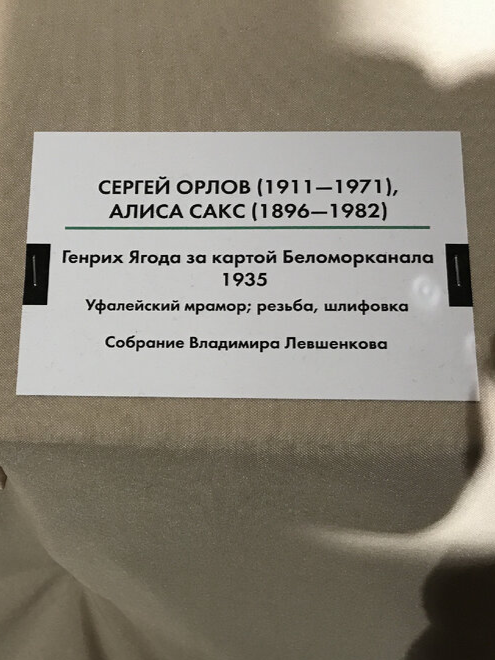 СЕРГЕЙ ОРЛОВ (1911—1971),
АЛИСА САКС (1896—1982)
Генрих Ягода за картой Беломорканала
1935
Уфалейский мрамор; резьба, шлифовка
Собрание Владимира Левшенкова